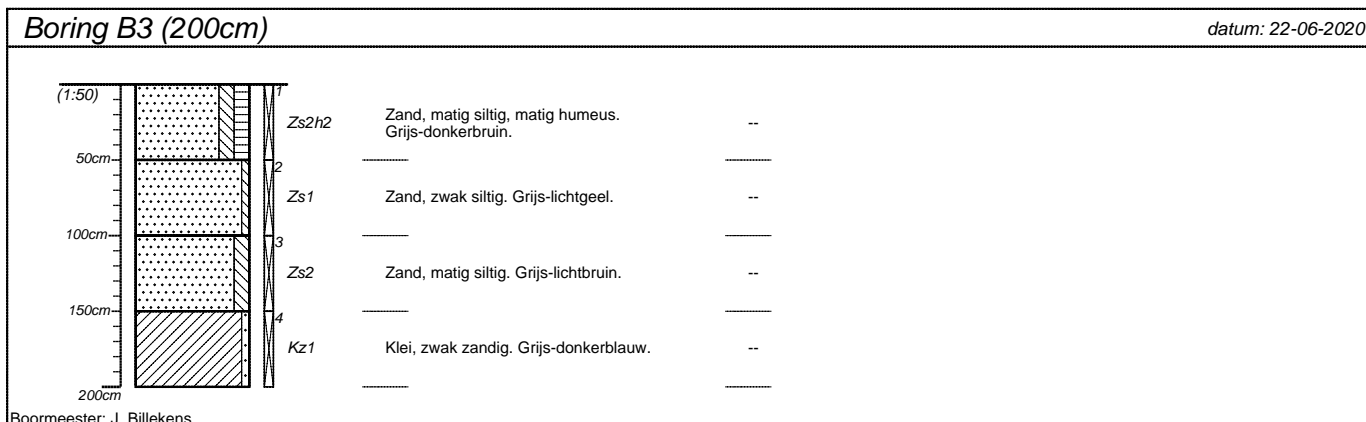 Boring B3 (200cm)
datum: 22-06-2020
(1:50)
1
Zs2h2
Zand, matig siltig, matig humeus.
Grijs-donkerbruin.
--
50cm
2
Zs1
Zand, zwak siltig. Grijs-lichtgeel.
--
100cm
3
Zs2
Zand, matig siltig. Grijs-lichtbruin.
--
150cm
4
Kz1
Klei, zwak zandig. Grijs-donkerblauw.
--
200cm
Boormeester: J. Billekens